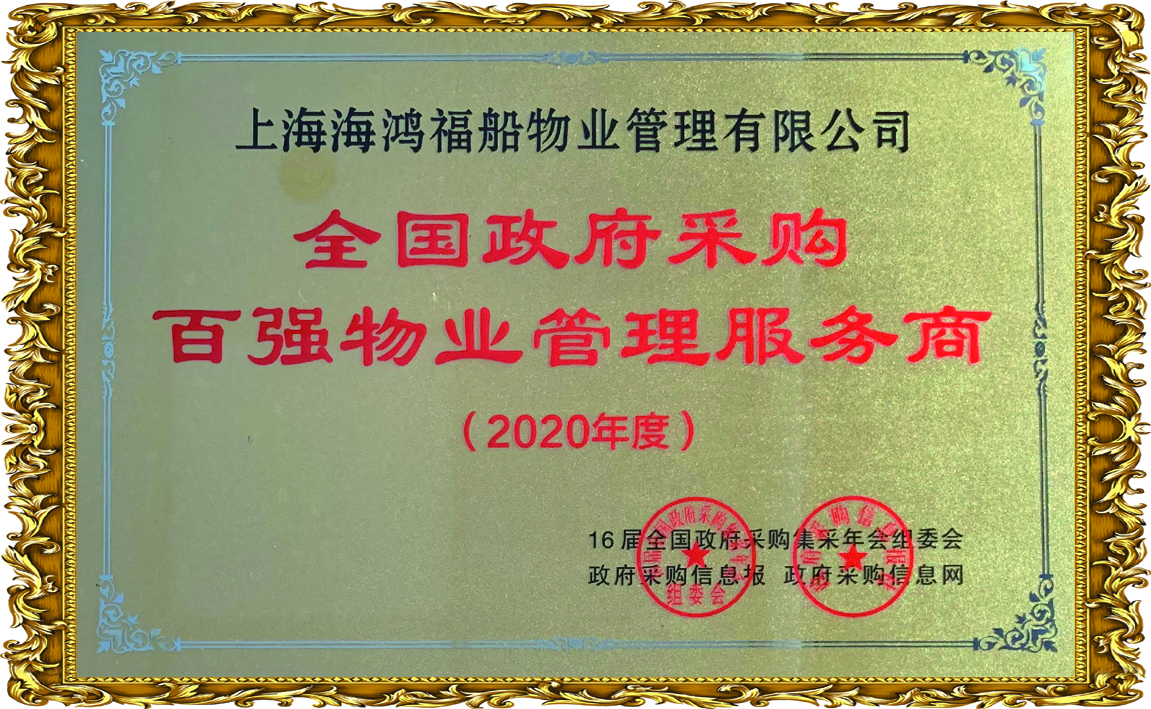 上海海鸿福船物业管理有限公司
全国政府采购
百强物业管理服务商
（2020年度）
16届全国政府采购集采年会组委会
政府采购信息报 政府采购信息网
组委会